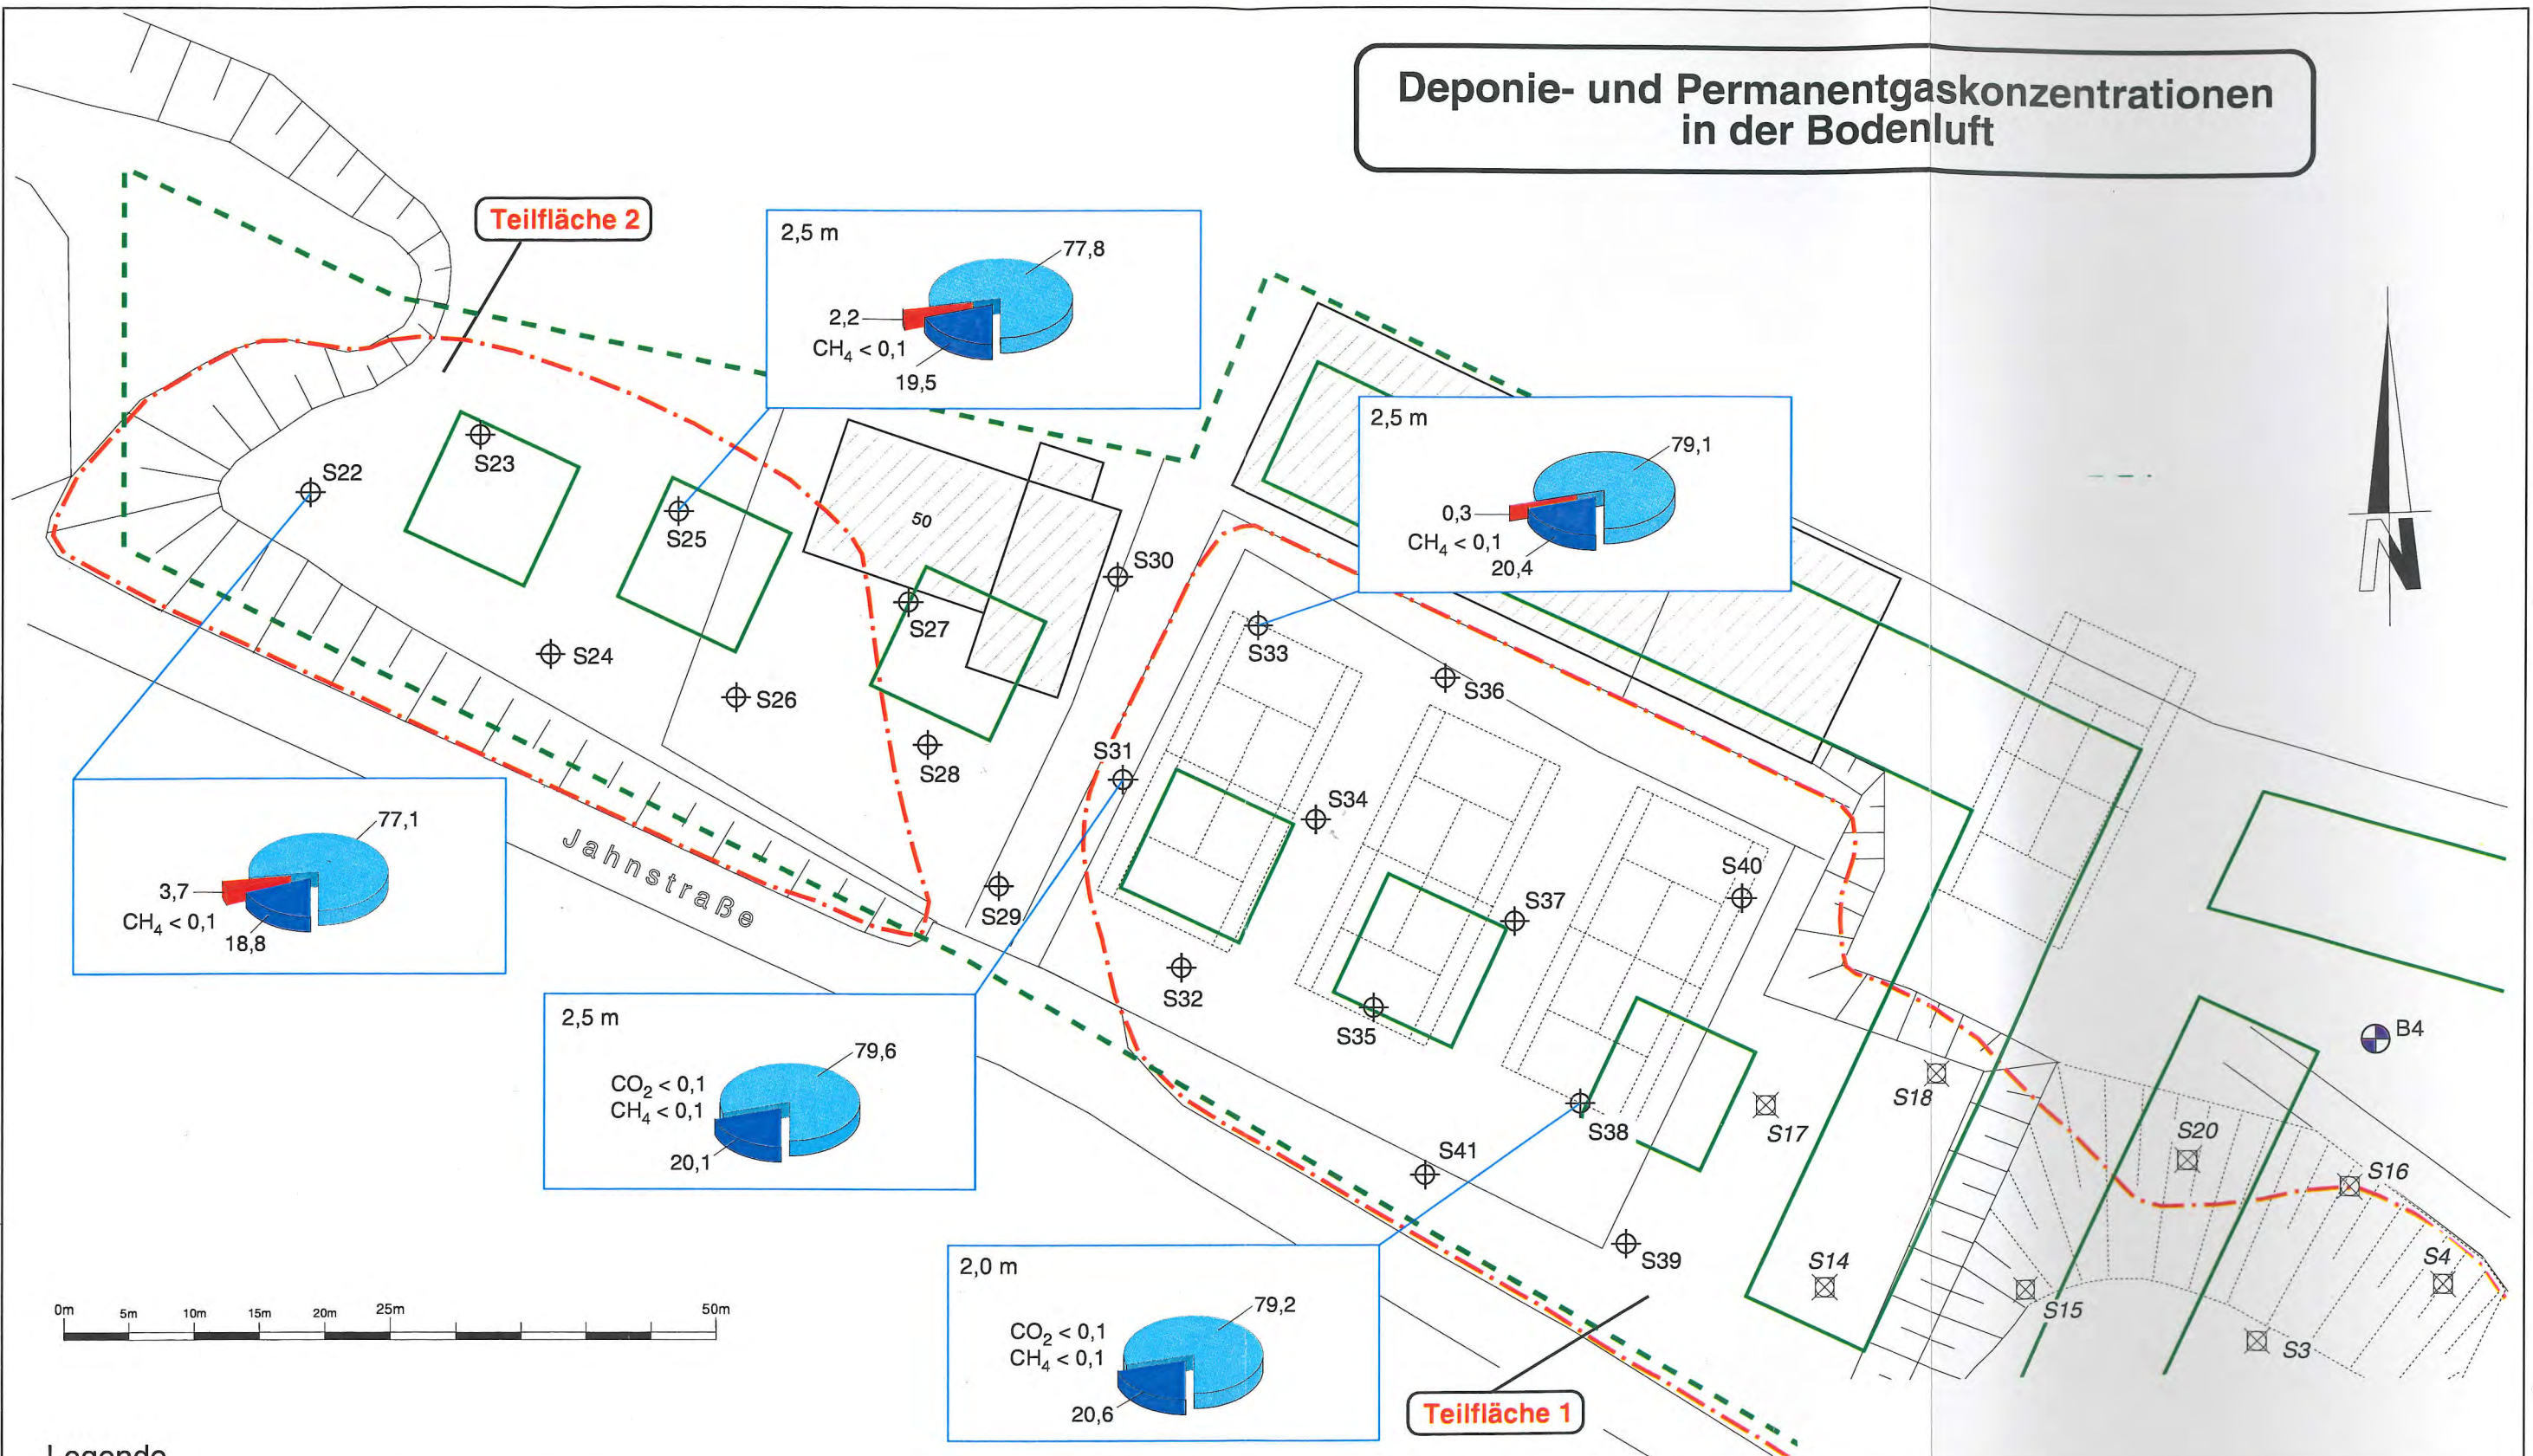 Deponie- und Permanentgaskonzentrationen
in der Bodenluft
Teilfläche 2
2,5 m
77,8
2,2
CH₄ < 0,1
19,5
2,5 m
79,1
0,3
CH₄ < 0,1
20,4
N
S22
S23
S25
50
S30
S27
S24
S26
S33
S36
S28
S31
S34
77,1
3,7
CH₄ < 0,1
18,8
Jahnstraße
S29
S40
S37
S32
S35
B4
2,5 m
79,6
CO₂ < 0,1
CH₄ < 0,1
20,1
S18
S17
S38
S20
S16
S41
S39
S14
S4
S15
S3
2,0 m
79,2
CO₂ < 0,1
CH₄ < 0,1
20,6
0m 5m 10m 15m 20m 25m 50m
Teilfläche 1
Legende